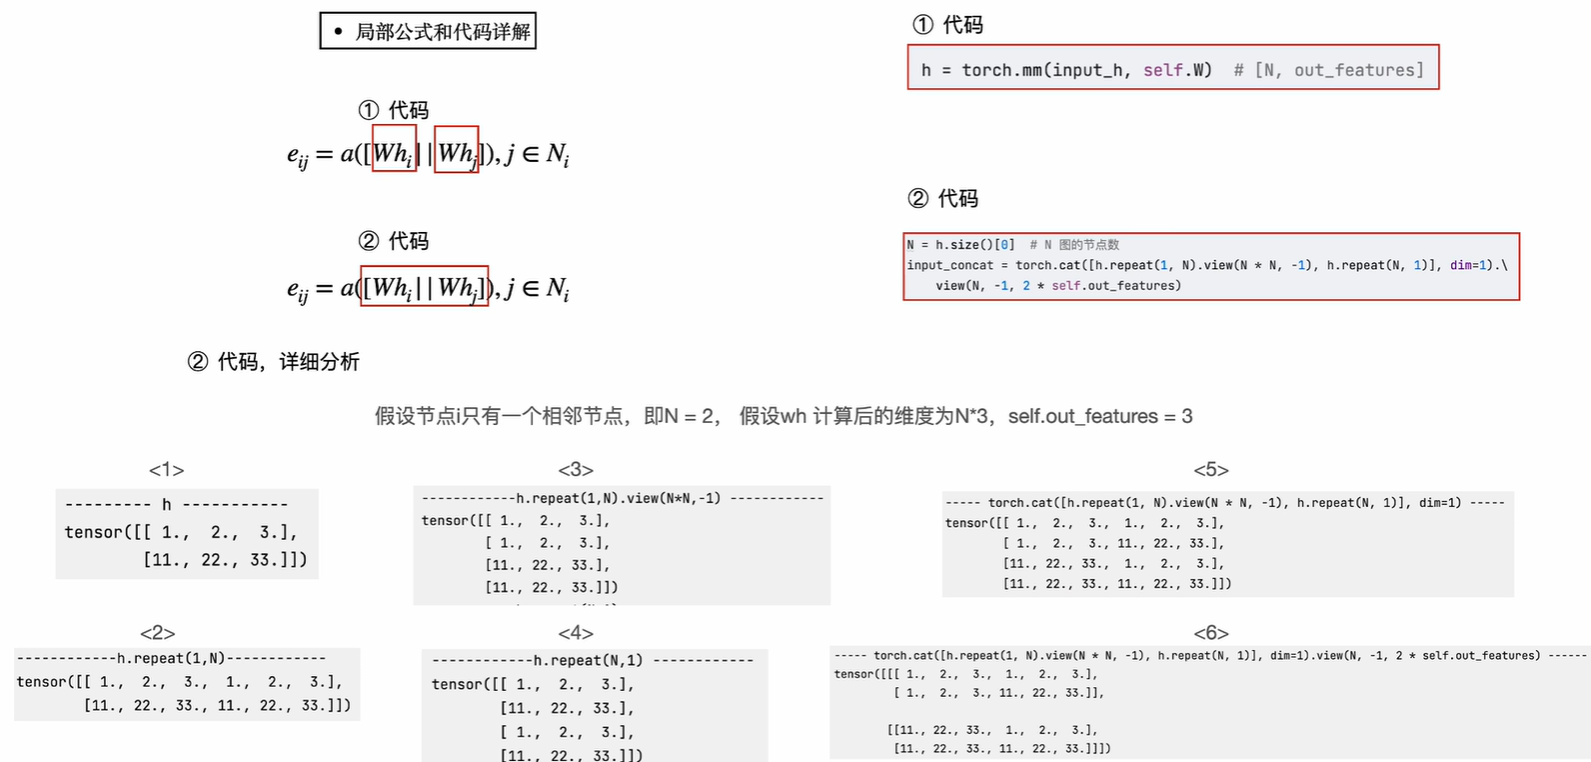 • 局部公式和代码详解
① 代码
e_{ij} = a([Wh_i||Wh_j]), j ∈ N_i
② 代码
e_{ij} = a([Wh_i||Wh_j]), j ∈ N_i
① 代码
h = torch.mm(input_h, self.W)  # [N, out_features]
② 代码
N = h.size()[0]  # N 图的节点数
input_concat = torch.cat([h.repeat(1, N).view(N * N, -1), h.repeat(N, 1)], dim=1).\
view(N, -1, 2 * self.out_features)
② 代码，详细分析
假设节点i只有一个相邻节点，即N = 2， 假设wh 计算后的维度为N*3，self.out_features = 3
<1>
--------- h -----------
tensor([[ 1.,  2.,  3.],
[11., 22., 33.]])
<2>
------------h.repeat(1,N)------------
tensor([[ 1.,  2.,  3.,  1.,  2.,  3.],
[11., 22., 33., 11., 22., 33.]])
<3>
------------h.repeat(1,N).view(N*N,-1) ------------
tensor([[ 1.,  2.,  3.],
[ 1.,  2.,  3.],
[11., 22., 33.],
[11., 22., 33.]])
<4>
------------h.repeat(N,1) ------------
tensor([[ 1.,  2.,  3.],
[11., 22., 33.],
[ 1.,  2.,  3.],
[11., 22., 33.]])
<5>
----- torch.cat([h.repeat(1, N).view(N * N, -1), h.repeat(N, 1)], dim=1) -----
tensor([[ 1.,  2.,  3.,  1.,  2.,  3.],
[ 1.,  2.,  3., 11., 22., 33.],
[11., 22., 33.,  1.,  2.,  3.],
[11., 22., 33., 11., 22., 33.]])
<6>
----- torch.cat([h.repeat(1, N).view(N * N, -1), h.repeat(N, 1)], dim=1).view(N, -1, 2 * self.out_features) ------
tensor([[[ 1.,  2.,  3.,  1.,  2.,  3.],
[ 1.,  2.,  3., 11., 22., 33.]],
[[11., 22., 33.,  1.,  2.,  3.],
[11., 22., 33., 11., 22., 33.]]])